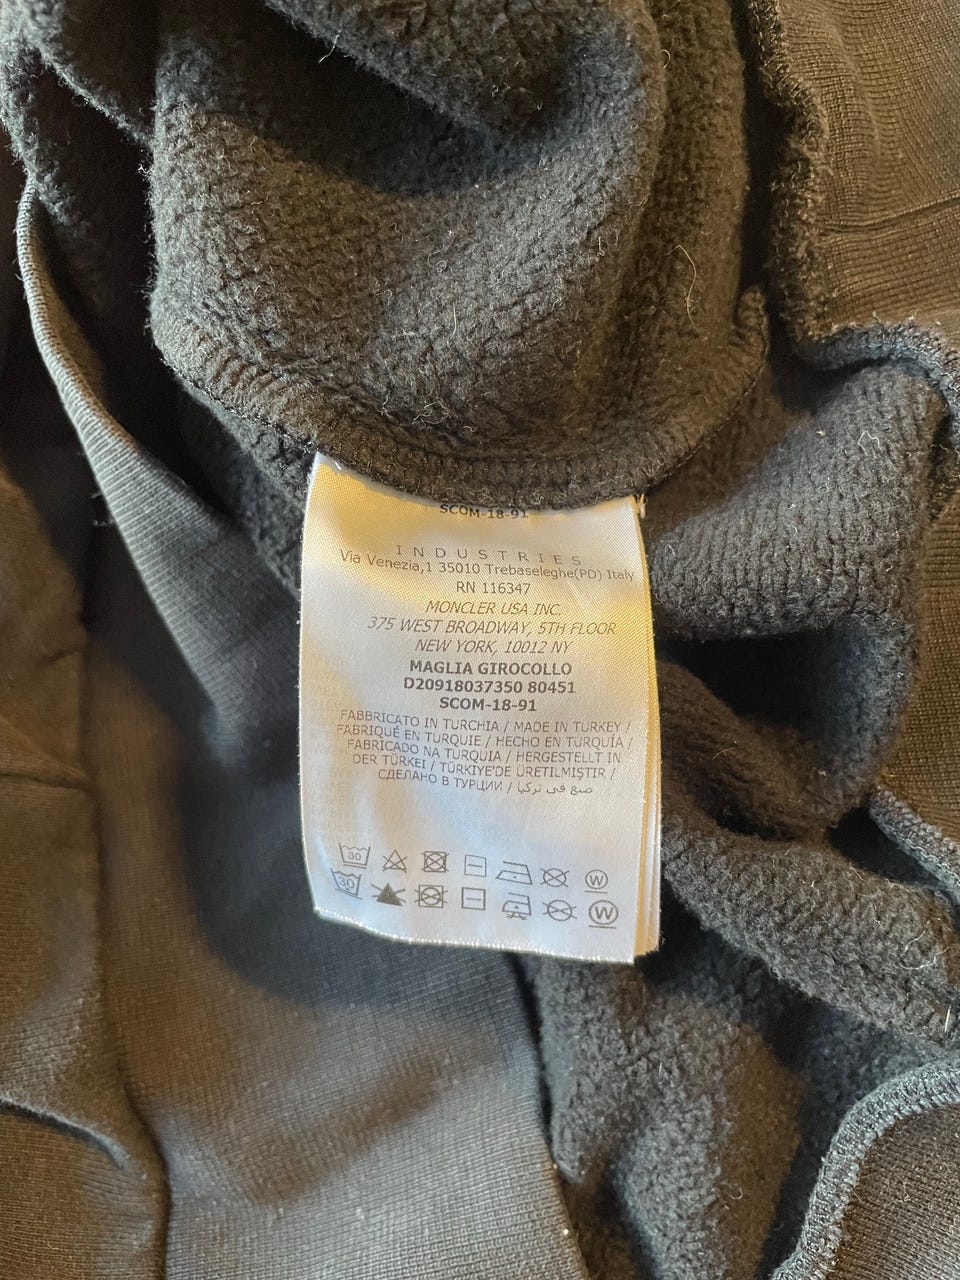 SCOM-18-91
INDUSTRIES
Via Venezia,1 35010 Trebaseleghe(PD) Italy
RN 116347
MONCLER USA INC.
375 WEST BROADWAY, 5TH FLOOR
NEW YORK, 10012 NY
MAGLIA GIROCOLLO
D20918037350 80451
SCOM-18-91
FABBRICATO IN TURCHIA / MADE IN TURKEY /
FABRIQUÉ EN TURQUIE / HECHO EN TURQUÍA /
FABRICADO NA TURQUIA / HERGESTELLT IN
DER TÜRKEI / TÜRKIYE'DE ÜRETILMIŞTIR /
СДЕЛАНО В ТУРЦИИ / صنع في تركيا
30 W
30 W